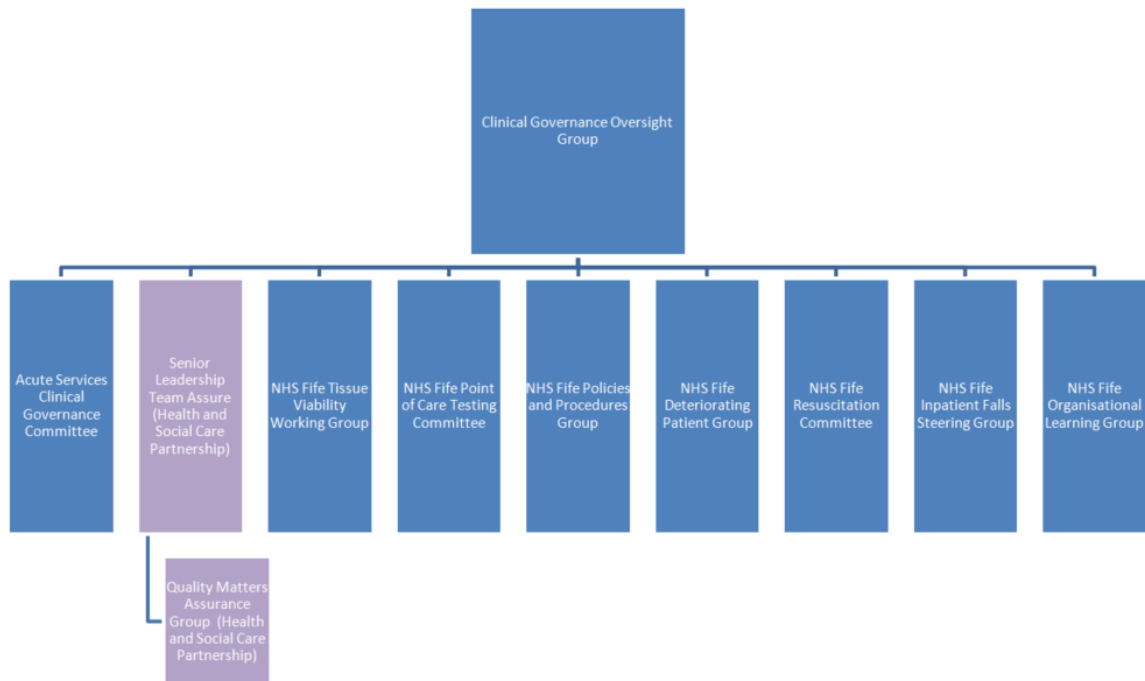 Clinical Governance Oversight
Group
Acute Services
Clinical
Governance
Committee
Senior
Leadership
Team Assure
(Health and
Social Care
Partnership)
NHS Fife Tissue
Viability
Working Group
NHS Fife Point
of Care Testing
Committee
NHS Fife Policies
and Procedures
Group
NHS Fife
Deteriorating
Patient Group
NHS Fife
Resuscitation
Committee
NHS Fife
Inpatient Falls
Steering Group
NHS Fife
Organisational
Learning Group
Quality Matters
Assurance
Group (Health
and Social Care
Partnership)